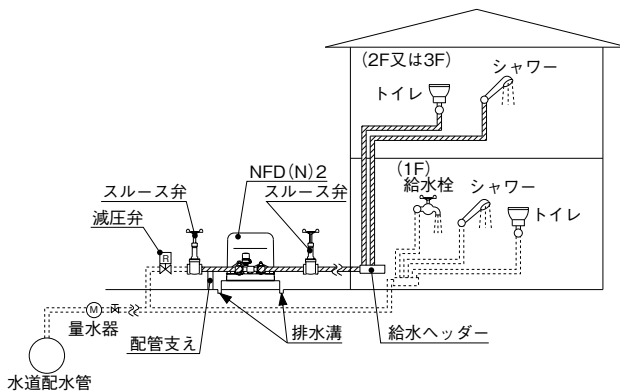 (2F又は3F)
シャワー
トイレ
(1F)
給水栓
シャワー
トイレ
NFD(N)2
スルース弁
スルース弁
減圧弁
R
M
量水器
配管支え
排水溝
給水ヘッダー
水道配水管